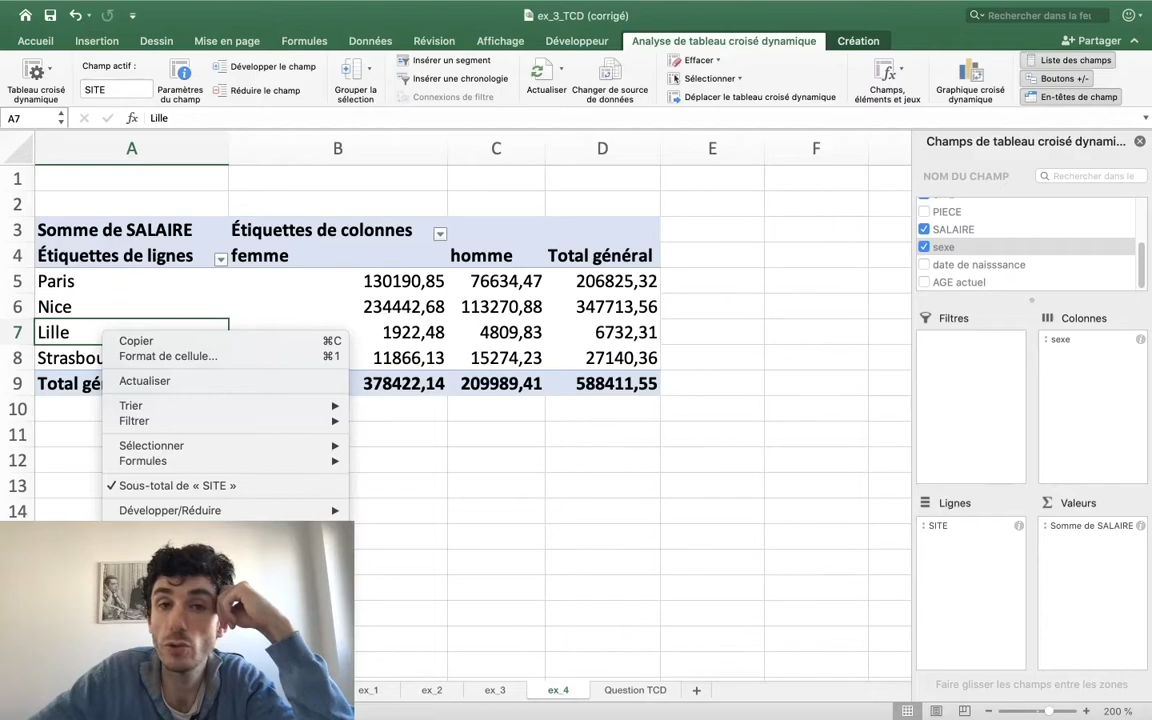 ex_3_TCD (corrigé)
Rechercher dans la feu
Accueil Insertion Dessin Mise en page Formules Données Révision Affichage Développeur Analyse de tableau croisé dynamique Création Partager
Tableau croisé dynamique
Champ actif :
SITE
Paramètres du champ
Développer le champ
Réduire le champ
Grouper la sélection
Insérer un segment
Insérer une chronologie
Connexions de filtre
Actualiser
Changer de source de données
Effacer
Sélectionner
Déplacer le tableau croisé dynamique
Champs, éléments et jeux
Graphique croisé dynamique
Liste des champs
Boutons +/-
En-têtes de champ
A7 fx Lille
A B C D E F
1
2
3 Somme de SALAIRE Étiquettes de colonnes
4 Étiquettes de lignes femme homme Total général
5 Paris 130190,85 76634,47 206825,32
6 Nice 234442,68 113270,88 347713,56
7 Lille 1922,48 4809,83 6732,31
8 Strasbou 11866,13 15274,23 27140,36
9 Total gé 378422,14 209989,41 588411,55
10
11
12
13
14
Copier ⌘C
Format de cellule... ⌘1
Actualiser
Trier
Filtrer
Sélectionner
Formules
✓ Sous-total de « SITE »
Développer/Réduire
Champs de tableau croisé dynami...
NOM DU CHAMP
Rechercher dans le
PIECE
SALAIRE
sexe
date de naisssance
AGE actuel
Filtres
Colonnes
sexe
Lignes
SITE
Valeurs
Somme de SALAIRE
Faire glisser les champs entre les zones
ex_1 ex_2 ex_3 ex_4 Question TCD +
200 %